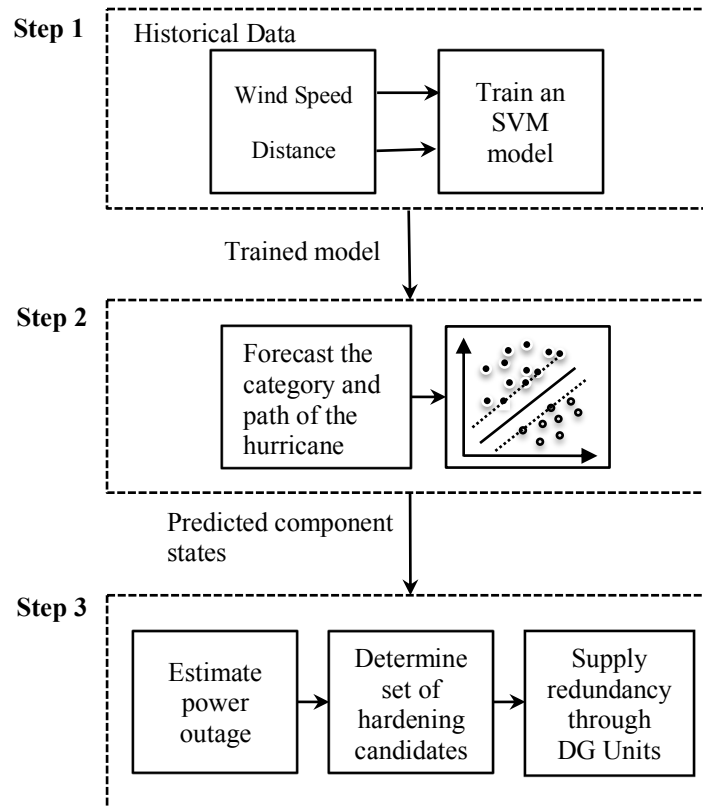 Step 1
Historical Data
Wind Speed
Distance
Train an
SVM
model
Trained model
Step 2
Forecast the
category and
path of the
hurricane
Predicted component
states
Step 3
Estimate
power
outage
Determine
set of
hardening
candidates
Supply
redundancy
through
DG Units